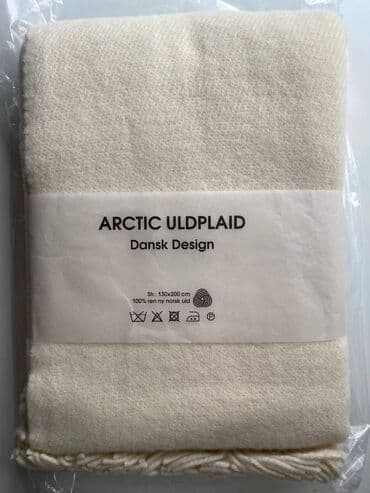 ARCTIC ULDPLAID
Dansk Design
Str.: 130x200 cm
100% ren ny norsk uld
P